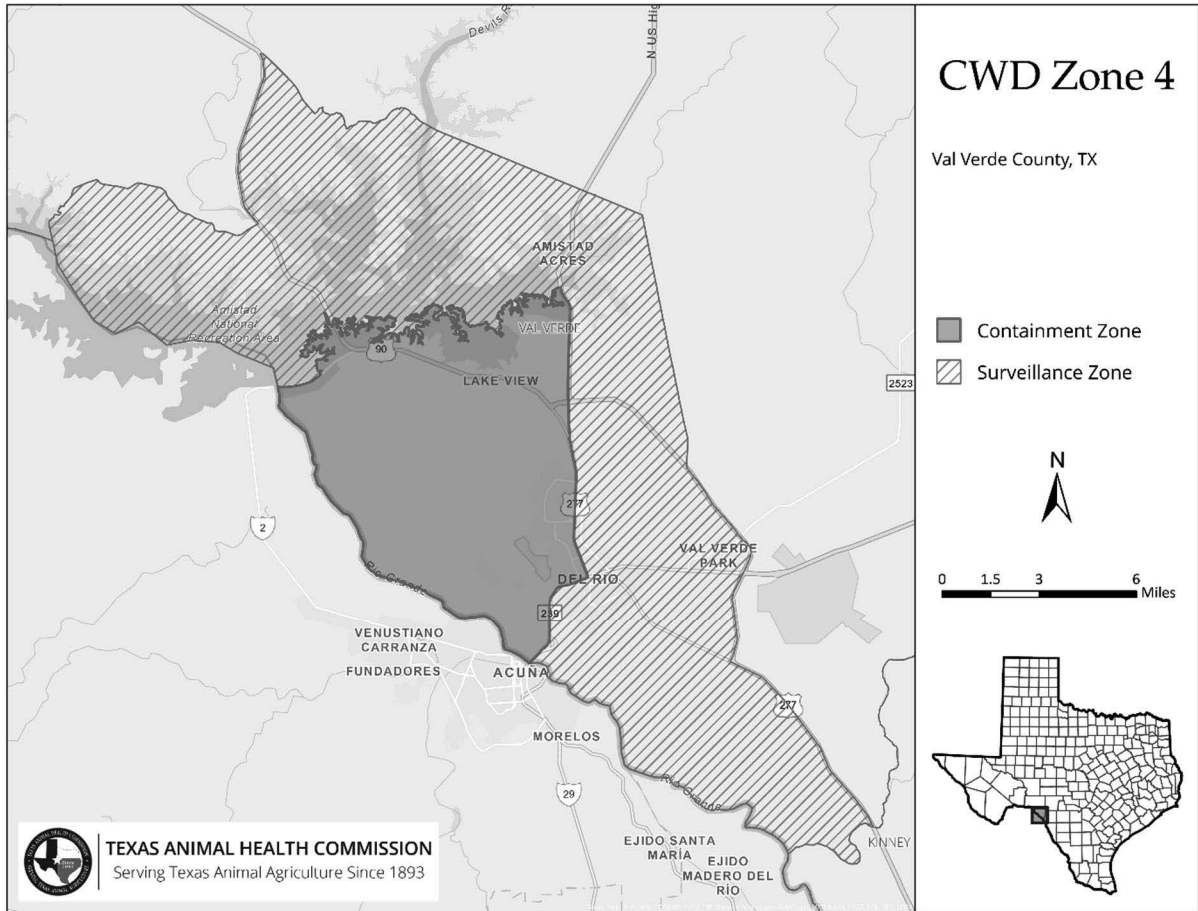 Devils R
N US Hig
AMISTAD
ACRES
Amistad
National
Recreation Area
VAL VERDE
90
LAKE VIEW
2523
277
2
VAL VERDE
PARK
DEL RIO
Rio Grande
239
VENUSTIANO
CARRANZA
FUNDADORES
ACUÑA
277
MORELOS
Rio Grande
29
EJIDO SANTA
MARÍA
EJIDO
MADERO DEL
RÍO
KINNEY
TEXAS ANIMAL HEALTH COMMISSION
Serving Texas Animal Agriculture Since 1893
CWD Zone 4
Val Verde County, TX
Containment Zone
Surveillance Zone
N
0 1.5 3 6
Miles